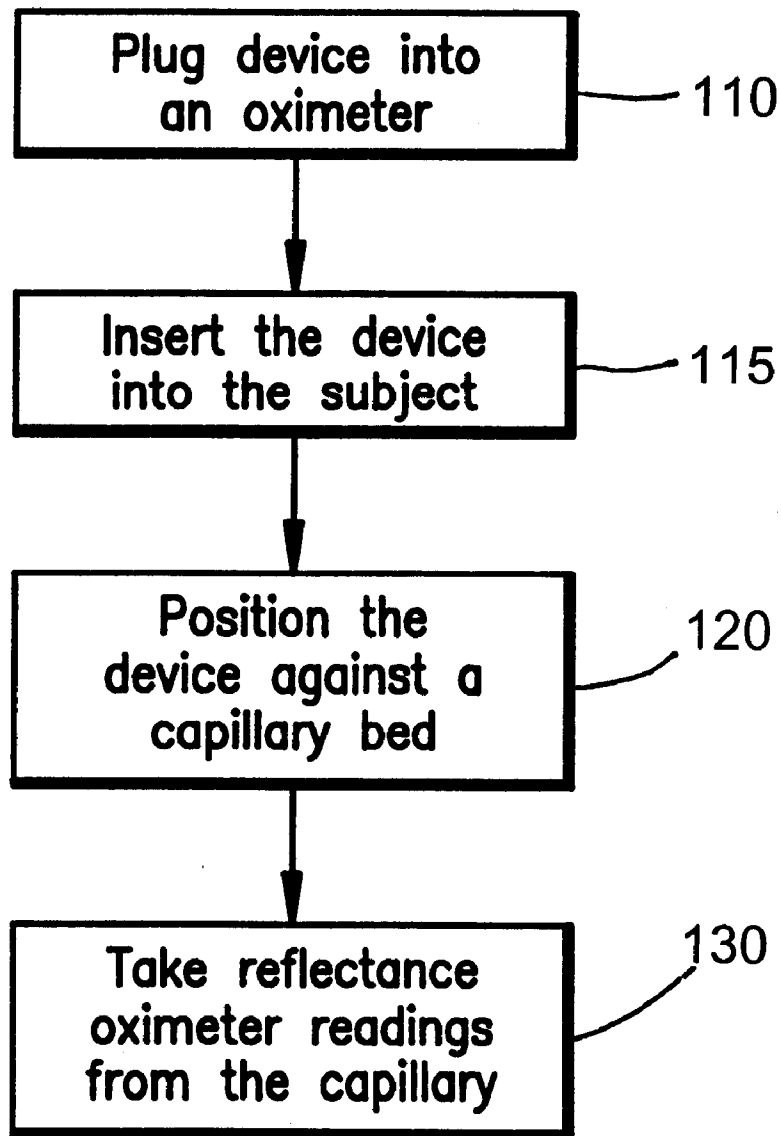 Plug device into
an oximeter
110
Insert the device
into the subject
115
Position the
device against a
capillary bed
120
Take reflectance
oximeter readings
from the capillary
130